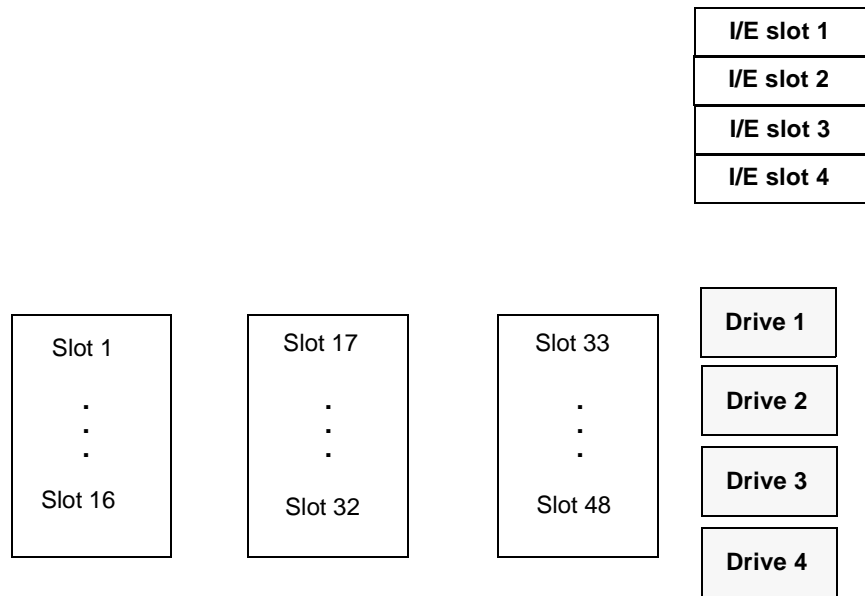 I/E slot 1
I/E slot 2
I/E slot 3
I/E slot 4
Slot 1
.
.
.
Slot 16
Slot 17
.
.
.
Slot 32
Slot 33
.
.
.
Slot 48
Drive 1
Drive 2
Drive 3
Drive 4